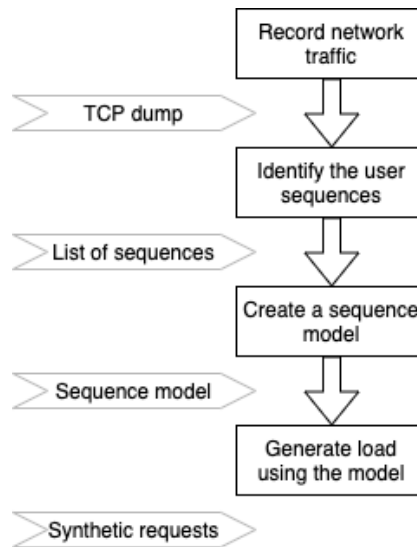 Record network
traffic
TCP dump
Identify the user
sequences
List of sequences
Create a sequence
model
Sequence model
Generate load
using the model
Synthetic requests